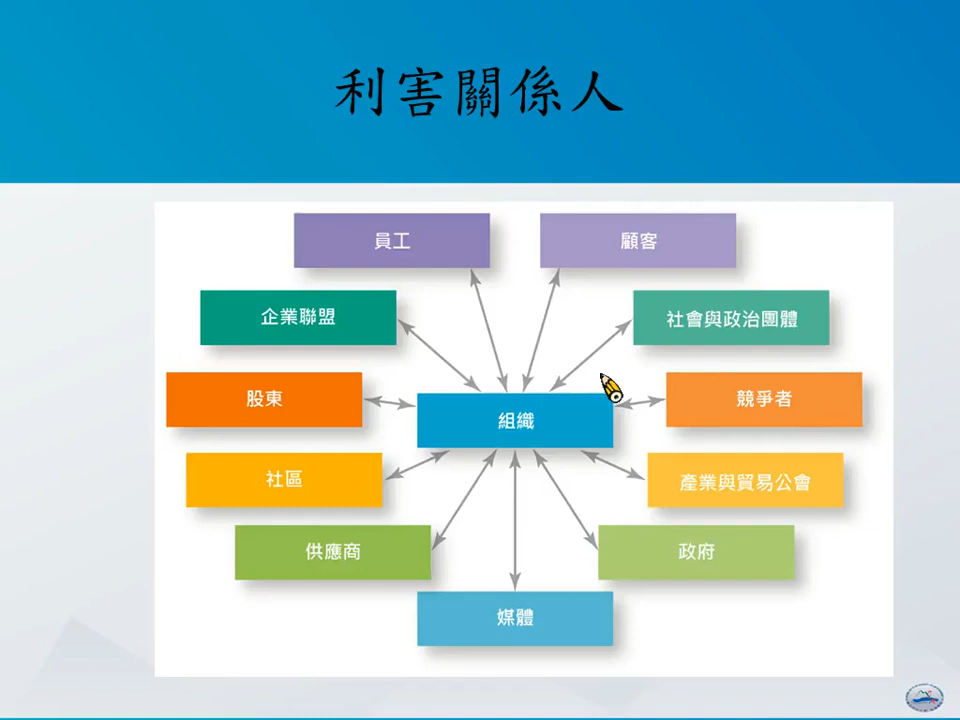 利害關係人
員工
顧客
企業聯盟
社會與政治團體
股東
組織
競爭者
社區
產業與貿易公會
供應商
政府
媒體